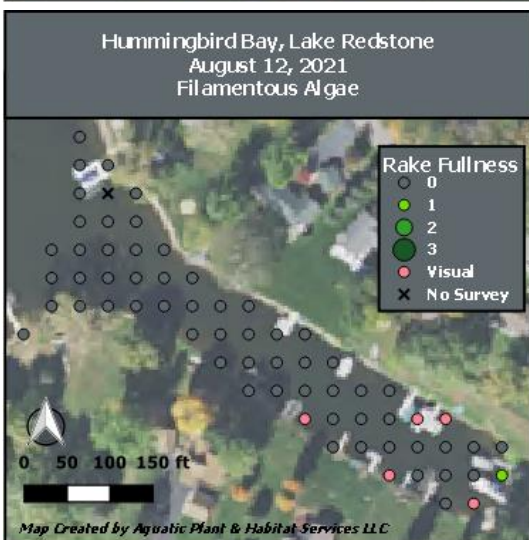 Hummingbird Bay, Lake Redstone
August 12, 2021
Filamentous Algae
Rake Fullness
0
1
2
3
Visual
No Survey
0 50 100 150 ft
Map Created by Aquatic Plant & Habitat Services LLC